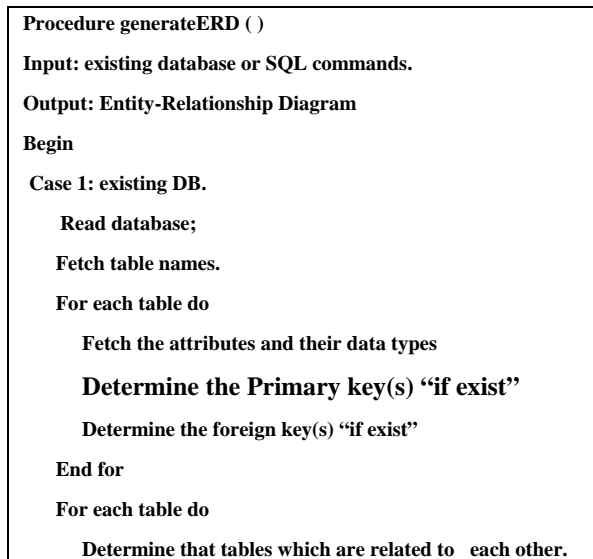 Procedure generateERD ( )
Input: existing database or SQL commands.
Output: Entity-Relationship Diagram
Begin
Case 1: existing DB.
Read database;
Fetch table names.
For each table do
Fetch the attributes and their data types
Determine the Primary key(s) “if exist”
Determine the foreign key(s) “if exist”
End for
For each table do
Determine that tables which are related to each other.